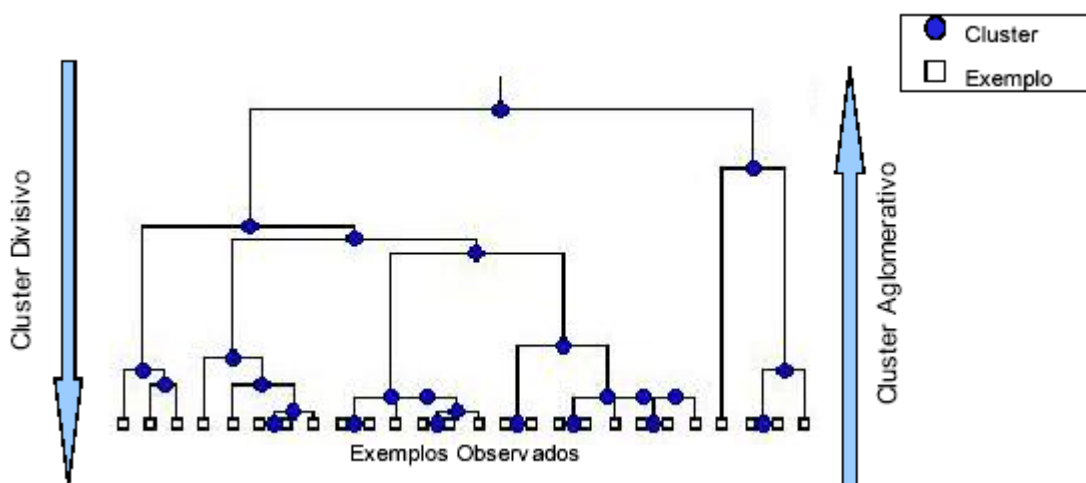 Cluster
Exemplo
Cluster Divisivo
Cluster Aglomerativo
Exemplos Observados